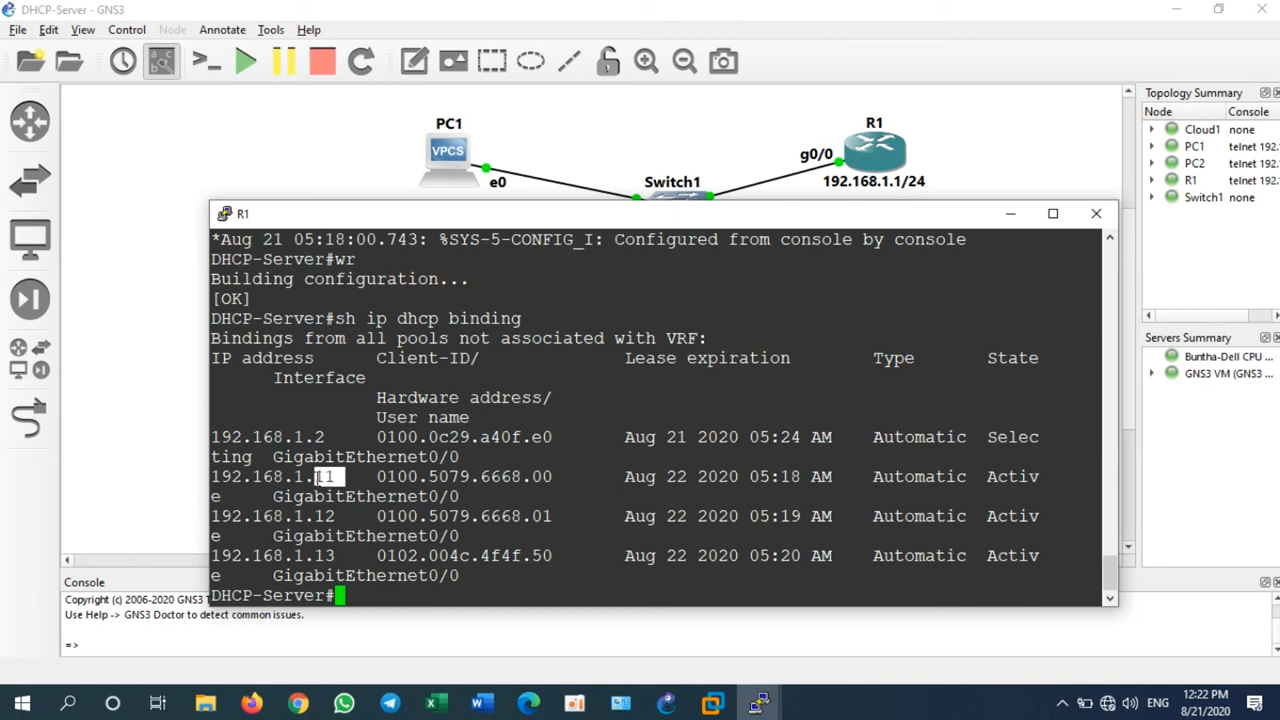 DHCP-Server - GNS3
File Edit View Control Node Annotate Tools Help
Topology Summary
Node Console
Cloud1 none
PC1 telnet 192.
PC2 telnet 192.
R1 telnet 192.
Switch1 none
PC1
VPCS
e0
R1
g0/0
192.168.1.1/24
Switch1
R1
*Aug 21 05:18:00.743: %SYS-5-CONFIG_I: Configured from console by console
DHCP-Server#wr
Building configuration...
[OK]
DHCP-Server#sh ip dhcp binding
Bindings from all pools not associated with VRF:
IP address Client-ID/ Lease expiration Type State
Interface
Hardware address/
User name
192.168.1.2 0100.0c29.a40f.e0 Aug 21 2020 05:24 AM Automatic Selec
ting GigabitEthernet0/0
192.168.1.11 0100.5079.6668.00 Aug 22 2020 05:18 AM Automatic Activ
e GigabitEthernet0/0
192.168.1.12 0100.5079.6668.01 Aug 22 2020 05:19 AM Automatic Activ
e GigabitEthernet0/0
192.168.1.13 0102.004c.4f4f.50 Aug 22 2020 05:20 AM Automatic Activ
e GigabitEthernet0/0
DHCP-Server#
Servers Summary
Buntha-Dell CPU ...
GNS3 VM (GNS3 ...
Console
Copyright (c) 2006-2020 GNS3 T
Use Help -> GNS3 Doctor to detect common issues.
=>
ENG
12:22 PM
8/21/2020